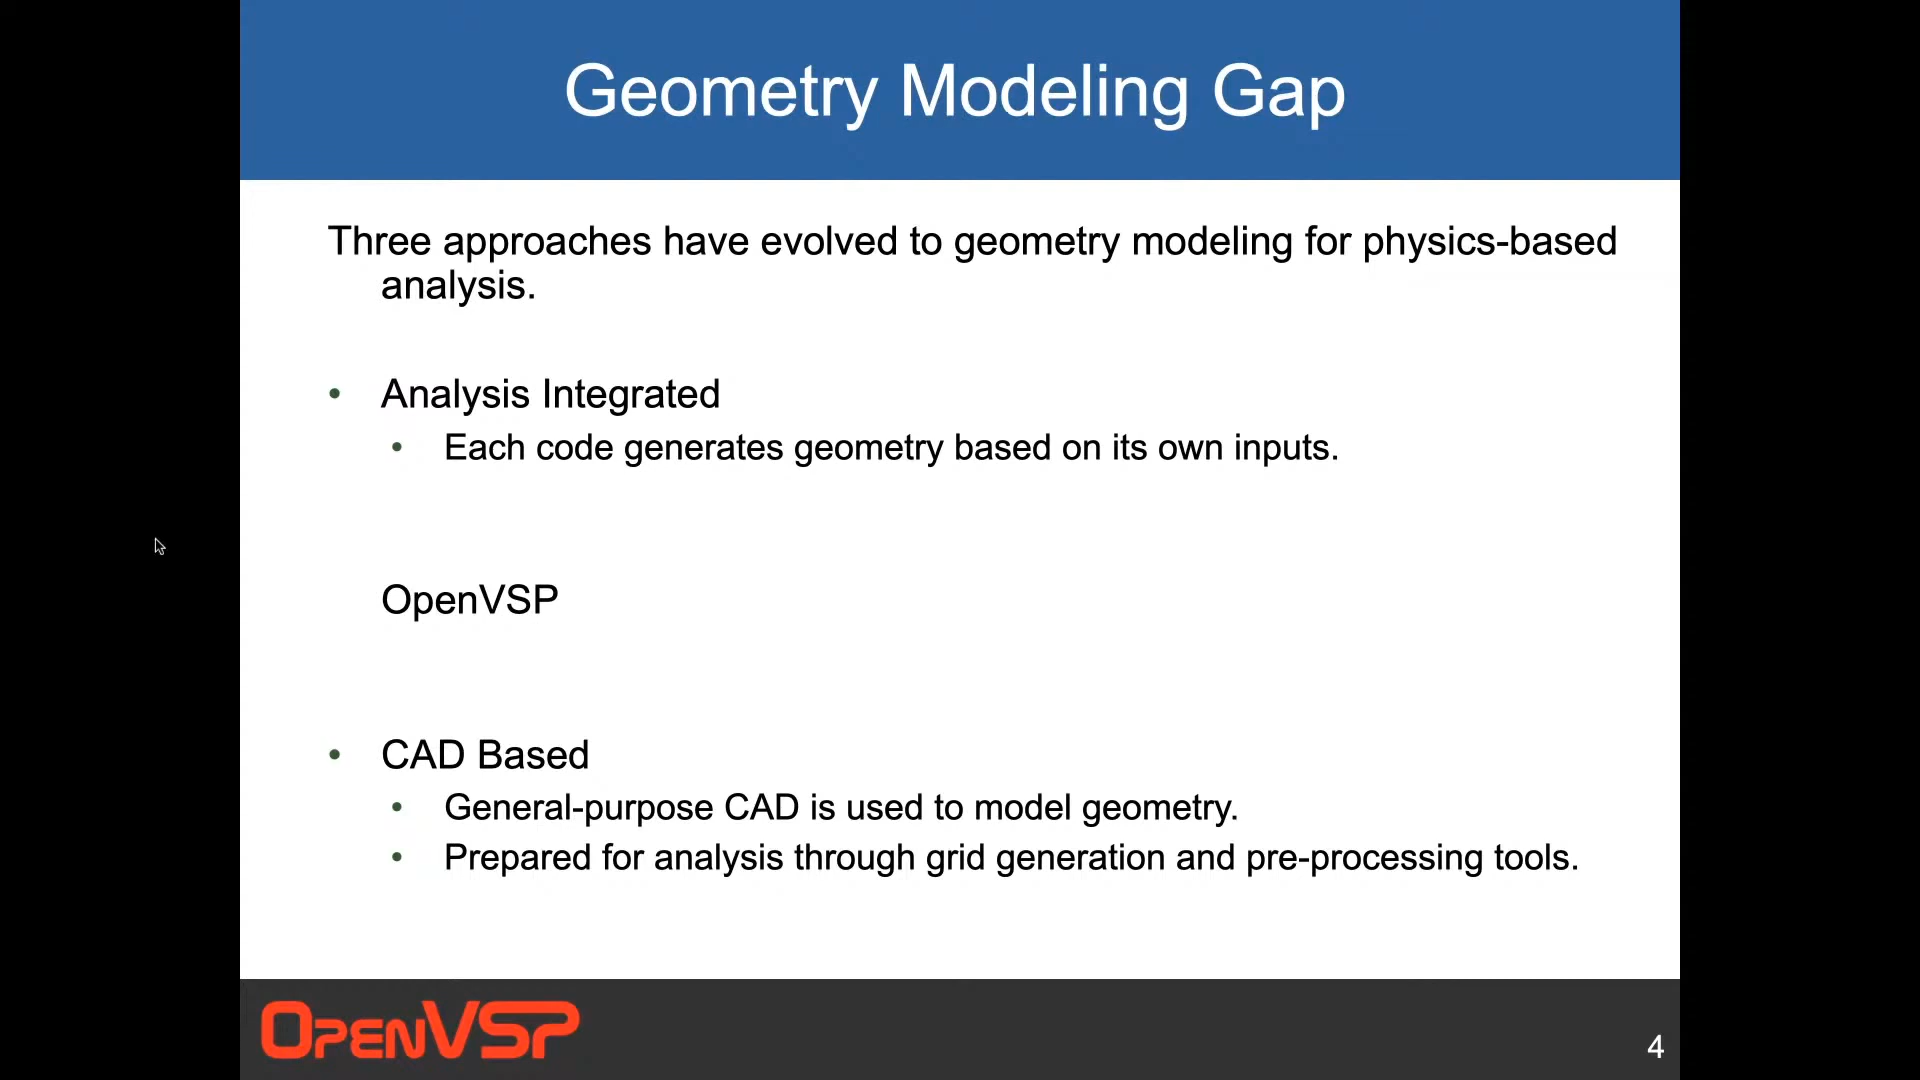 Geometry Modeling Gap
Three approaches have evolved to geometry modeling for physics-based
analysis.
• Analysis Integrated
• Each code generates geometry based on its own inputs.
OpenVSP
• CAD Based
• General-purpose CAD is used to model geometry.
• Prepared for analysis through grid generation and pre-processing tools.
OPENVSP
4